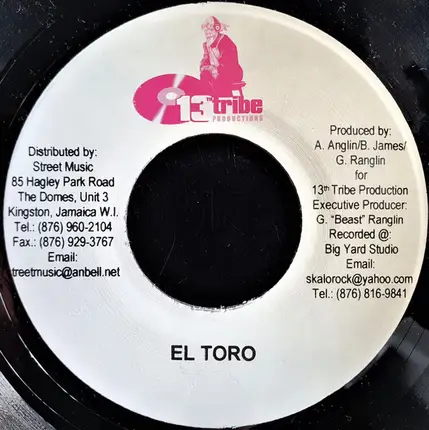 13th tribe
PRODUCTIONS
Distributed by:
Street Music
85 Hagley Park Road
The Domes, Unit 3
Kingston, Jamaica W.I.
Tel.: (876) 960-2104
Fax.: (876) 929-3767
Email:
treetmusic@anbell.net
Produced by:
A. Anglin/B. James/
G. Ranglin
for
13th Tribe Production
Executive Producer:
G. "Beast" Ranglin
Recorded @:
Big Yard Studio
Email:
skalorock@yahoo.com
Tel.: (876) 816-9841
EL TORO